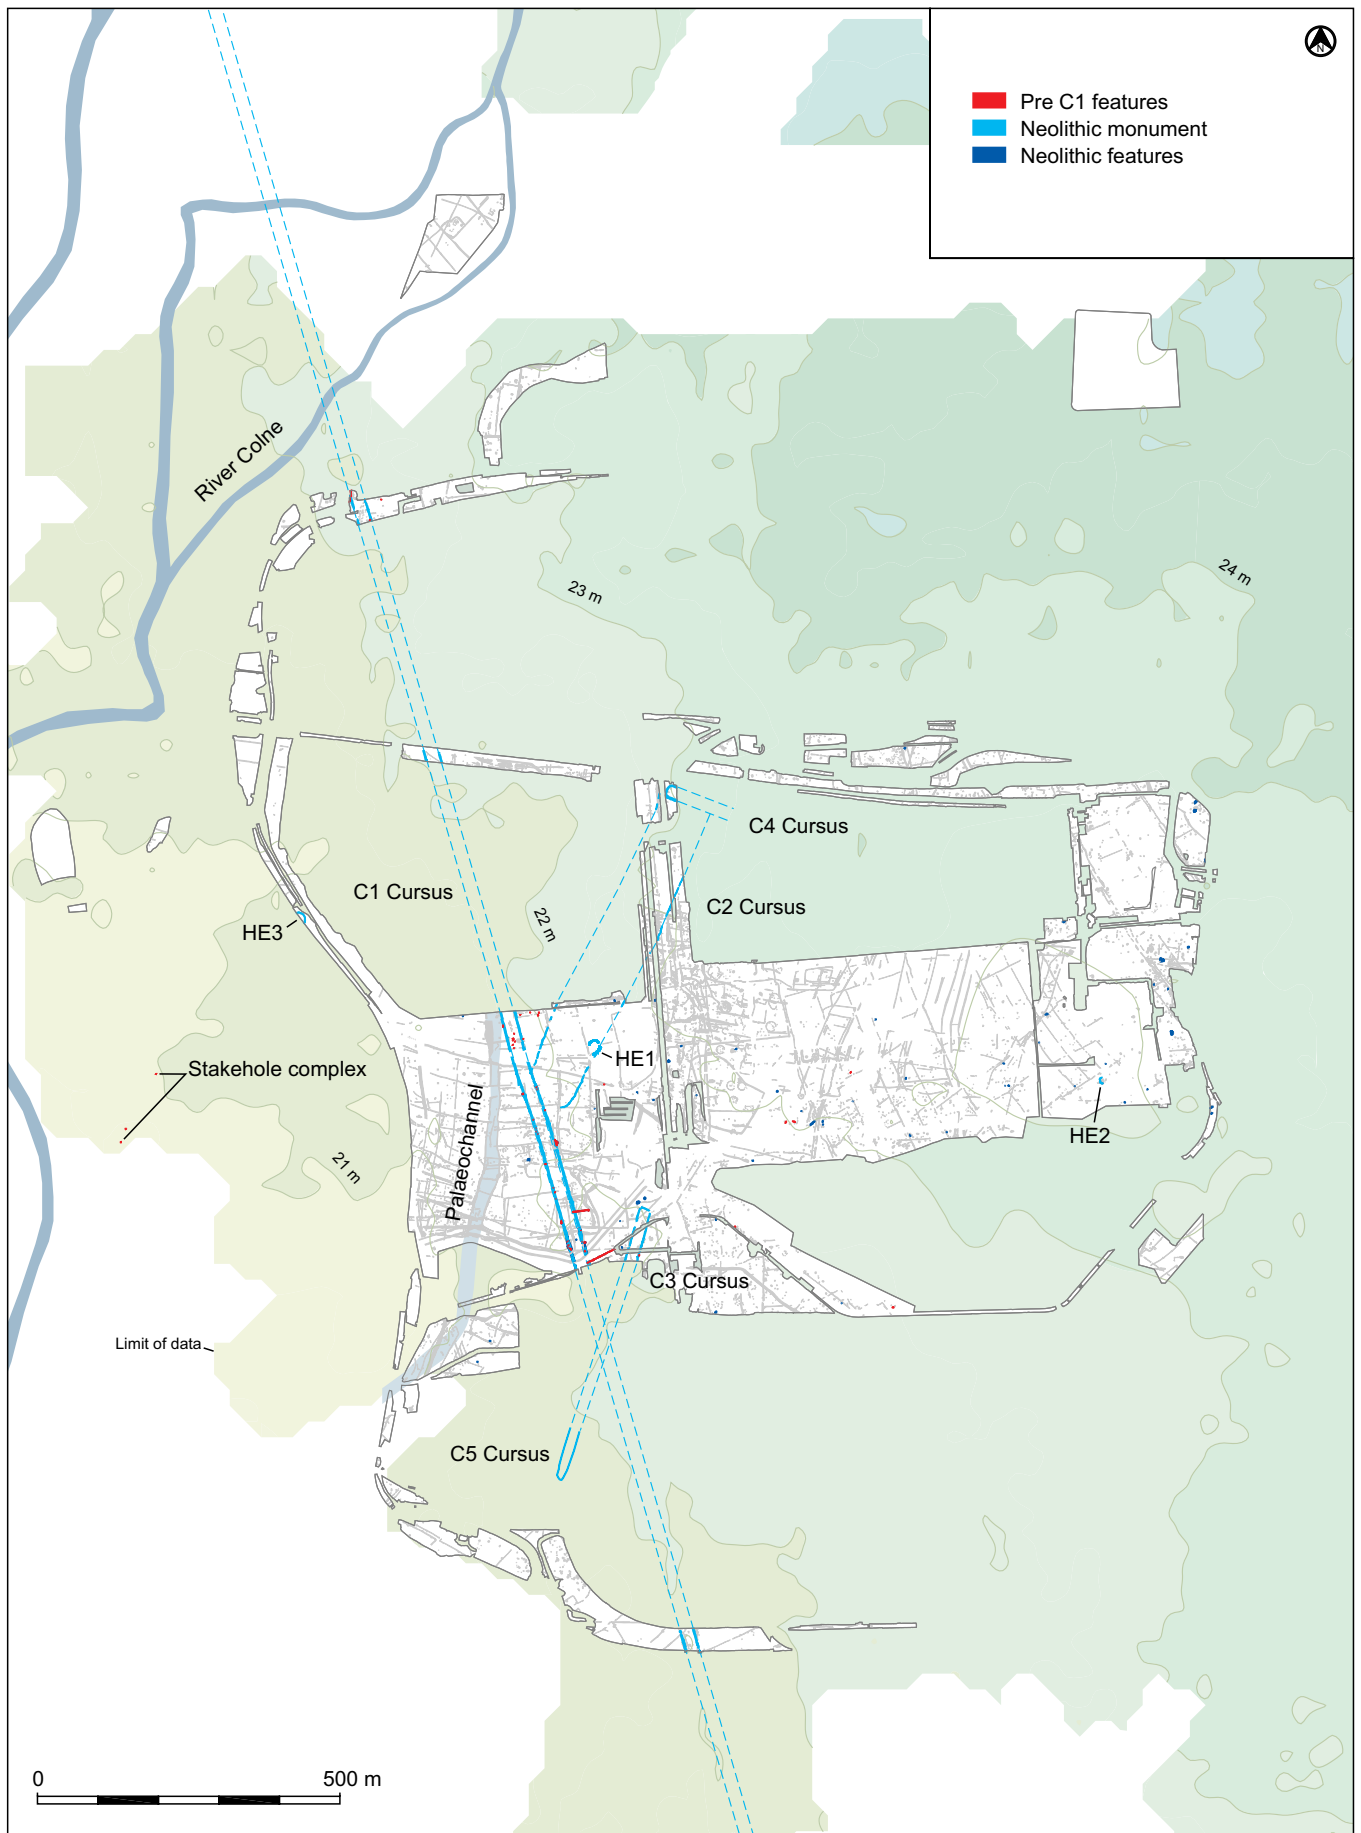 N
Pre C1 features
Neolithic monument
Neolithic features
River Colne
23 m
24 m
C4 Cursus
C1 Cursus
C2 Cursus
22 m
HE3
HE1
Stakehole complex
Palaeochannel
HE2
21 m
C3 Cursus
Limit of data
C5 Cursus
0 500 m